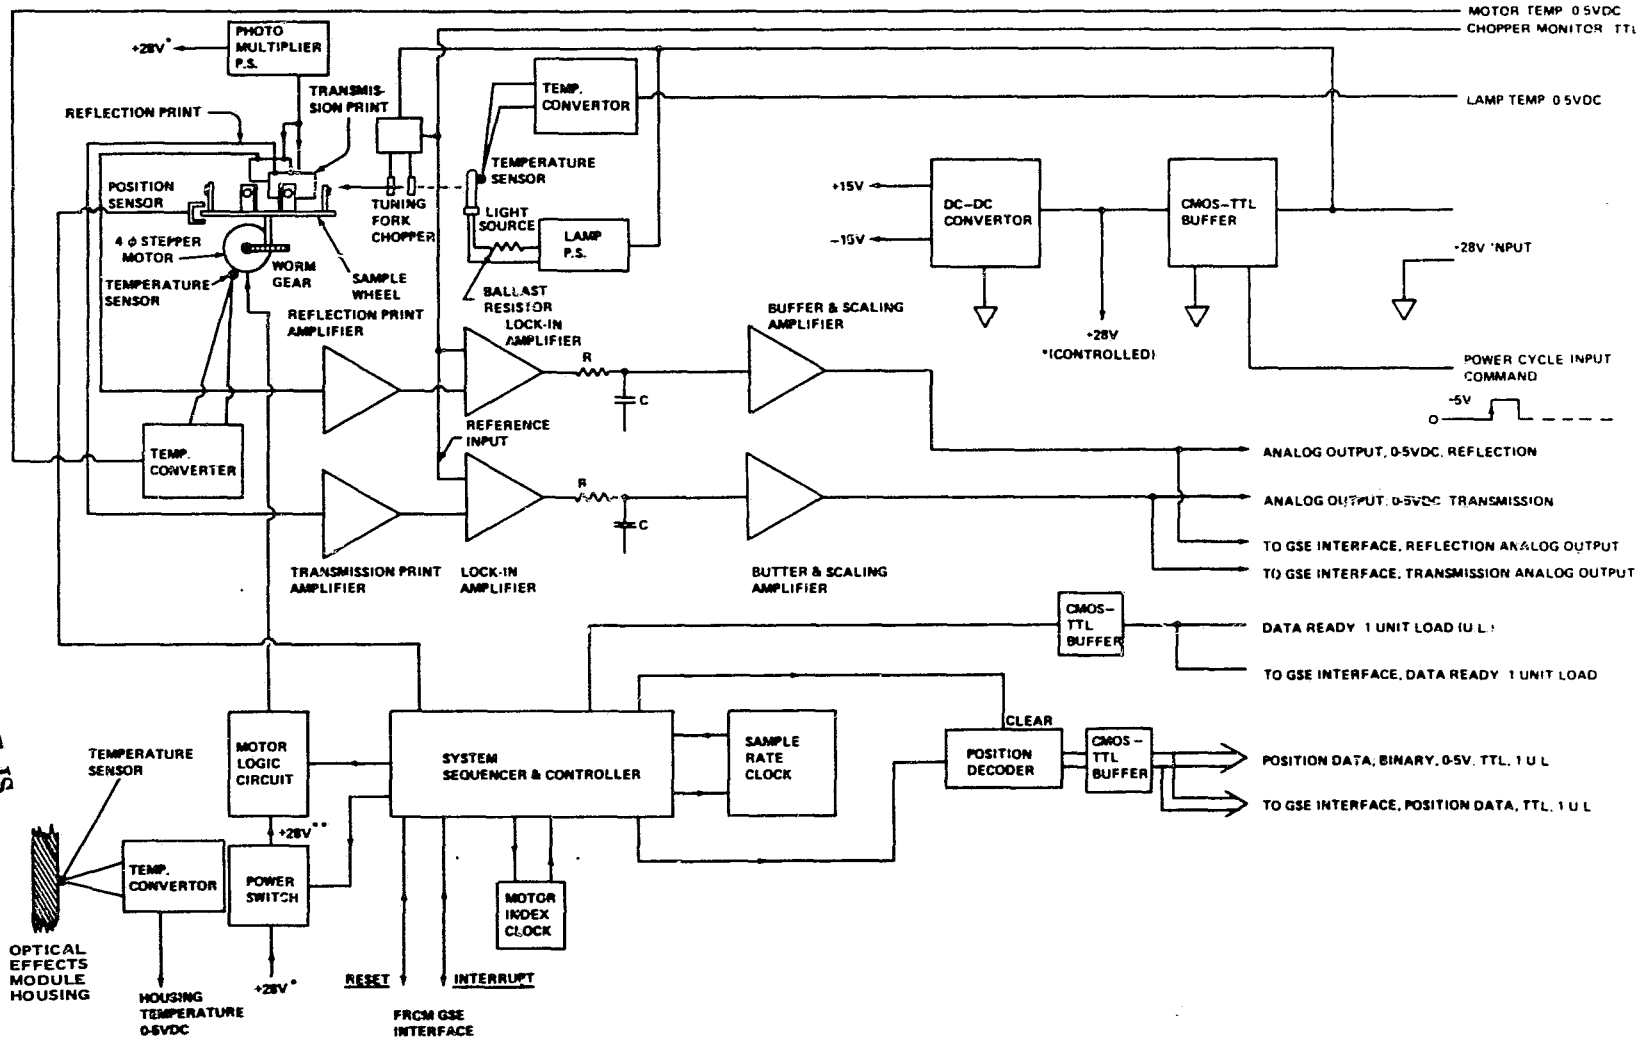 MOTOR TEMP 0 5VDC
CHOPPER MONITOR TTL
PHOTO
MULTIPLIER
P.S.
+28V*
TRANSMIS-
SION PRINT
REFLECTION PRINT
TEMP.
CONVERTOR
LAMP TEMP 0 5VDC
TEMPERATURE
SENSOR
POSITION
SENSOR
TUNING
FORK
CHOPPER
LIGHT
SOURCE
LAMP
P.S.
BALLAST
RESISTOR
4 ϕ STEPPER
MOTOR
TEMPERATURE
SENSOR
WORM
GEAR
SAMPLE
WHEEL
+15V
-15V
DC-DC
CONVERTOR
CMOS-TTL
BUFFER
+28V
*(CONTROLLED)
POWER CYCLE INPUT
COMMAND
-5V
O
REFLECTION PRINT
AMPLIFIER
LOCK-IN
AMPLIFIER
R
C
BUFFER & SCALING
AMPLIFIER
REFERENCE
INPUT
TEMP.
CONVERTER
ANALOG OUTPUT, 0-5VDC, REFLECTION
ANALOG OUTPUT, 0-5VDC TRANSMISSION
TO GSE INTERFACE, REFLECTION ANALOG OUTPUT
TO GSE INTERFACE, TRANSMISSION ANALOG OUTPUT
R
C
TRANSMISSION PRINT
AMPLIFIER
LOCK-IN
AMPLIFIER
BUTTER & SCALING
AMPLIFIER
CMOS-
TTL
BUFFER
DATA READY 1 UNIT LOAD (U.L.)
TO GSE INTERFACE, DATA READY 1 UNIT LOAD
MOTOR
LOGIC
CIRCUIT
SYSTEM
SEQUENCER & CONTROLLER
SAMPLE
RATE
CLOCK
CLEAR
POSITION
DECODER
CMOS-
TTL
BUFFER
POSITION DATA, BINARY, 0-5V, TTL, 1 U L
TO GSE INTERFACE, POSITION DATA, TTL, 1 U L
TEMPERATURE
SENSOR
+28V**
TEMP.
CONVERTOR
POWER
SWITCH
MOTOR
INDEX
CLOCK
OPTICAL
EFFECTS
MODULE
HOUSING
HOUSING
TEMPERATURE
0-5VDC
+28V*
RESET
INTERRUPT
FRCM GSE
INTERFACE